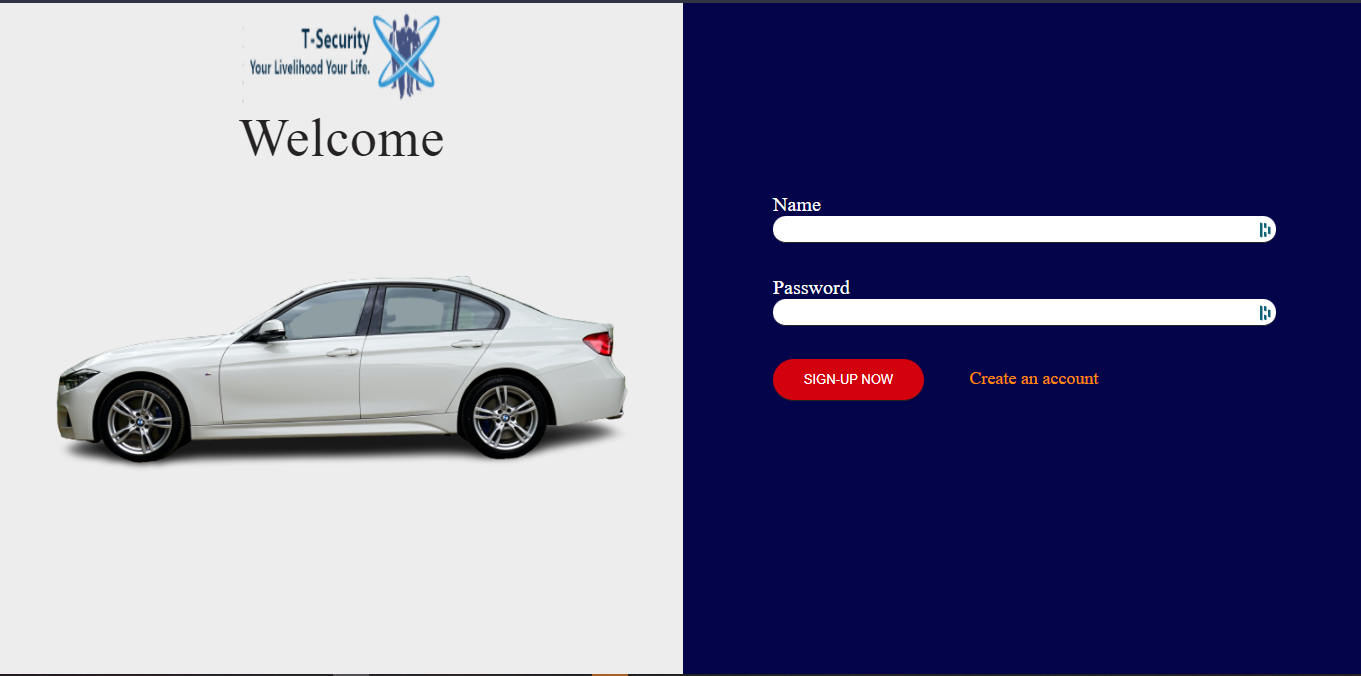 T-Security
Your Livelihood Your Life.
Welcome
Name
Password
SIGN-UP NOW
Create an account